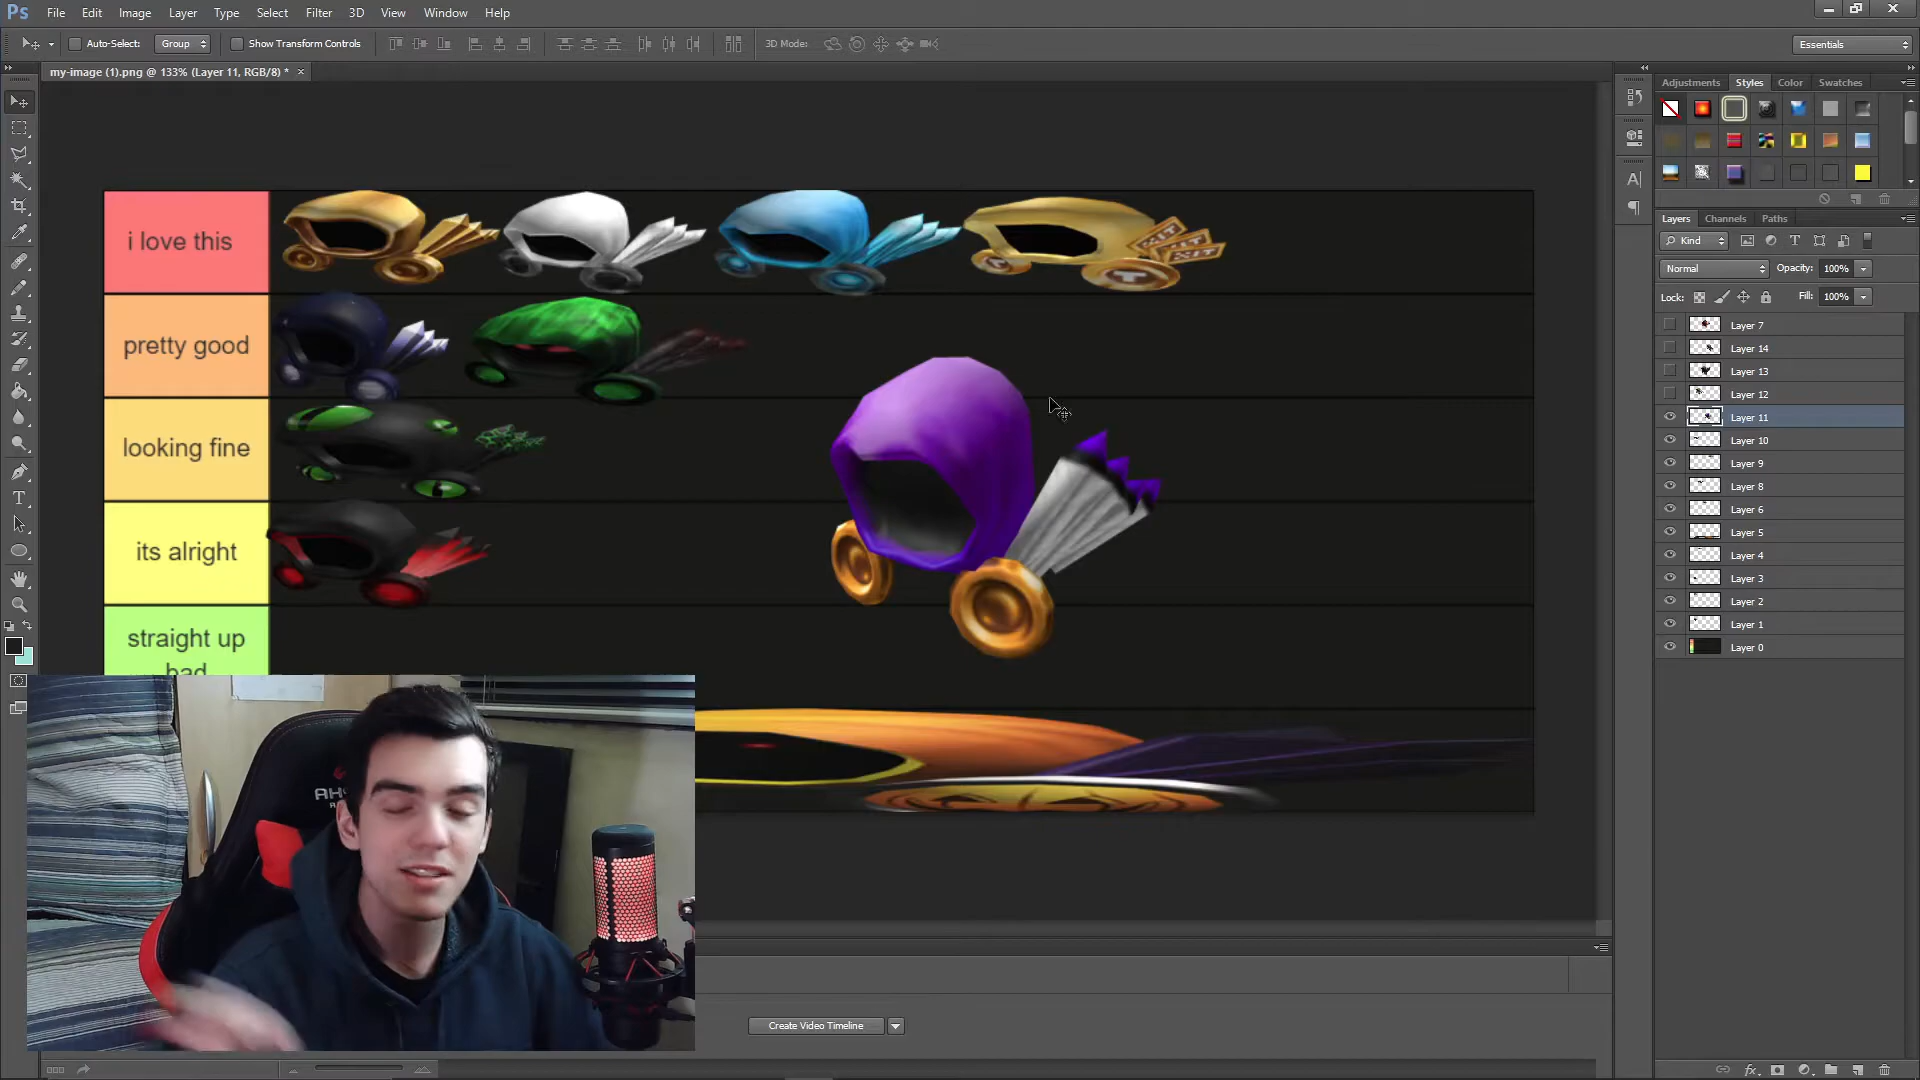 Ps File Edit Image Layer Type Select Filter 3D View Window Help
Auto-Select: Group Show Transform Controls 3D Mode: Essentials
my-image (1).png @ 133% (Layer 11, RGB/8) * ×
Adjustments Styles Color Swatches
Layers Channels Paths
Kind
Normal Opacity: 100%
Lock: Fill: 100%
Layer 7
Layer 14
Layer 13
Layer 12
Layer 11
Layer 10
Layer 9
Layer 8
Layer 6
Layer 5
Layer 4
Layer 3
Layer 2
Layer 1
Layer 0
i love this
pretty good
looking fine
its alright
straight up
bad
Create Video Timeline